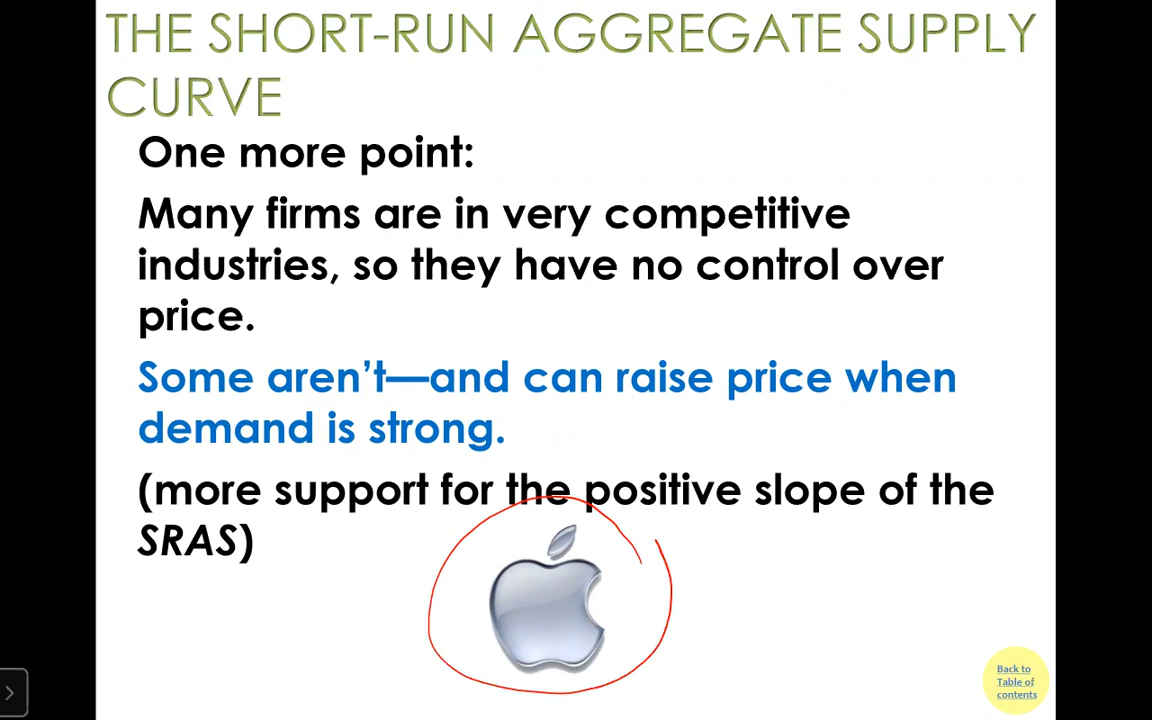 THE SHORT-RUN AGGREGATE SUPPLY
CURVE
One more point:
Many firms are in very competitive
industries, so they have no control over
price.
Some aren’t—and can raise price when
demand is strong.
(more support for the positive slope of the
SRAS)
Back to
Table of
contents